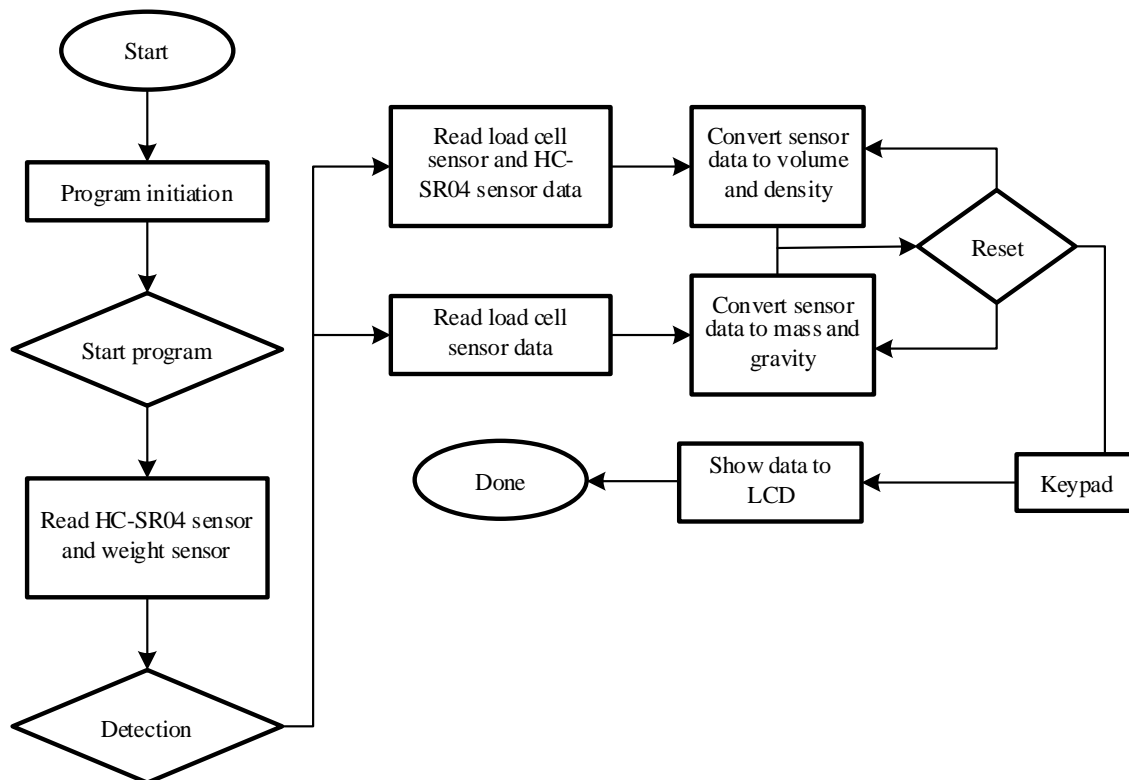 Start
Program initiation
Start program
Read HC-SR04 sensor
and weight sensor
Detection
Read load cell
sensor and HC-
SR04 sensor data
Convert sensor
data to volume
and density
Reset
Read load cell
sensor data
Convert sensor
data to mass and
gravity
Done
Show data to
LCD
Keypad